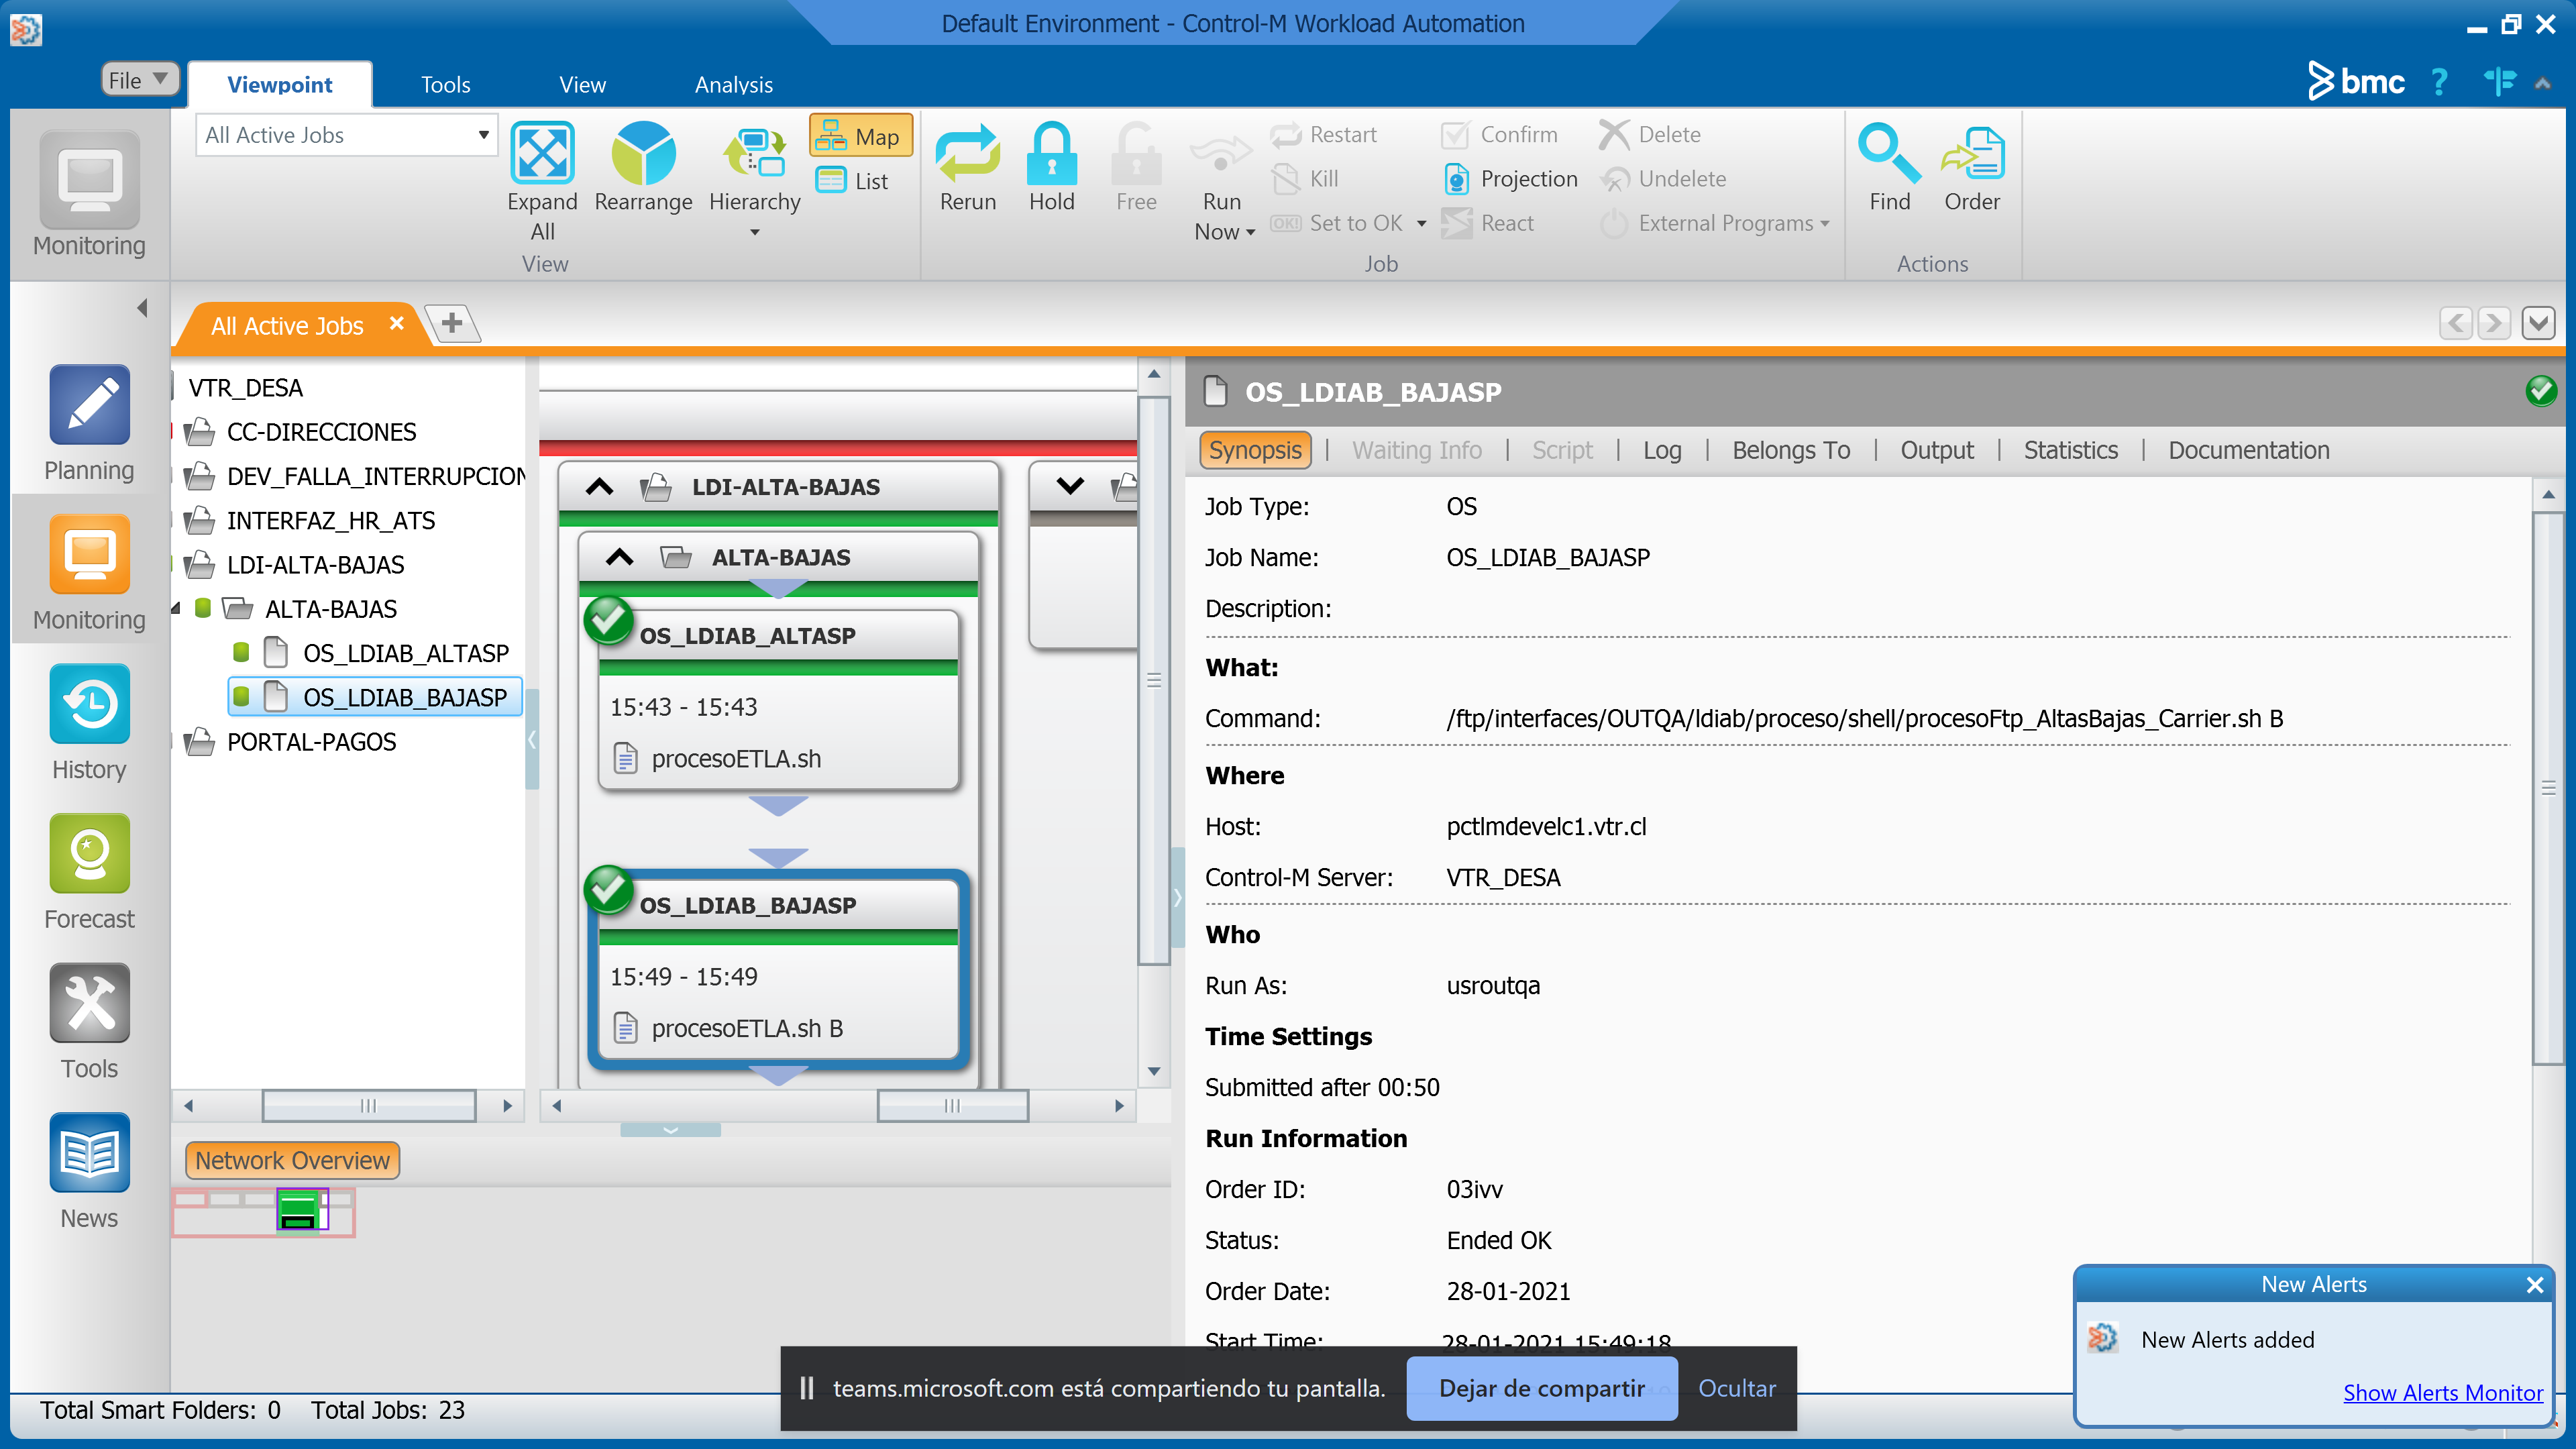 Default Environment - Control-M Workload Automation
File
Viewpoint
Tools
View
Analysis
bmc
?
Monitoring
All Active Jobs
Expand All
Rearrange
Hierarchy
Map
List
View
Rerun
Hold
Free
Run Now
Restart
Kill
OK! Set to OK
Confirm
Projection
React
Delete
Undelete
External Programs
Job
Find
Order
Actions
All Active Jobs
Planning
Monitoring
History
Forecast
Tools
News
VTR_DESA
CC-DIRECCIONES
DEV_FALLA_INTERRUPCION
INTERFAZ_HR_ATS
LDI-ALTA-BAJAS
ALTA-BAJAS
OS_LDIAB_ALTASP
OS_LDIAB_BAJASP
PORTAL-PAGOS
LDI-ALTA-BAJAS
ALTA-BAJAS
OS_LDIAB_ALTASP
15:43 - 15:43
procesoETLA.sh
OS_LDIAB_BAJASP
15:49 - 15:49
procesoETLA.sh B
Network Overview
OS_LDIAB_BAJASP
Synopsis | Waiting Info | Script | Log | Belongs To | Output | Statistics | Documentation
Job Type: OS
Job Name: OS_LDIAB_BAJASP
Description:
What:
Command: /ftp/interfaces/OUTQA/ldiab/proceso/shell/procesoFtp_AltasBajas_Carrier.sh B
Where
Host: pctlmdevelc1.vtr.cl
Control-M Server: VTR_DESA
Who
Run As: usroutqa
Time Settings
Submitted after 00:50
Run Information
Order ID: 03ivv
Status: Ended OK
Order Date: 28-01-2021
Start Time: 28-01-2021 15:49:18
New Alerts
New Alerts added
Show Alerts Monitor
teams.microsoft.com está compartiendo tu pantalla.
Dejar de compartir
Ocultar
Total Smart Folders: 0 Total Jobs: 23